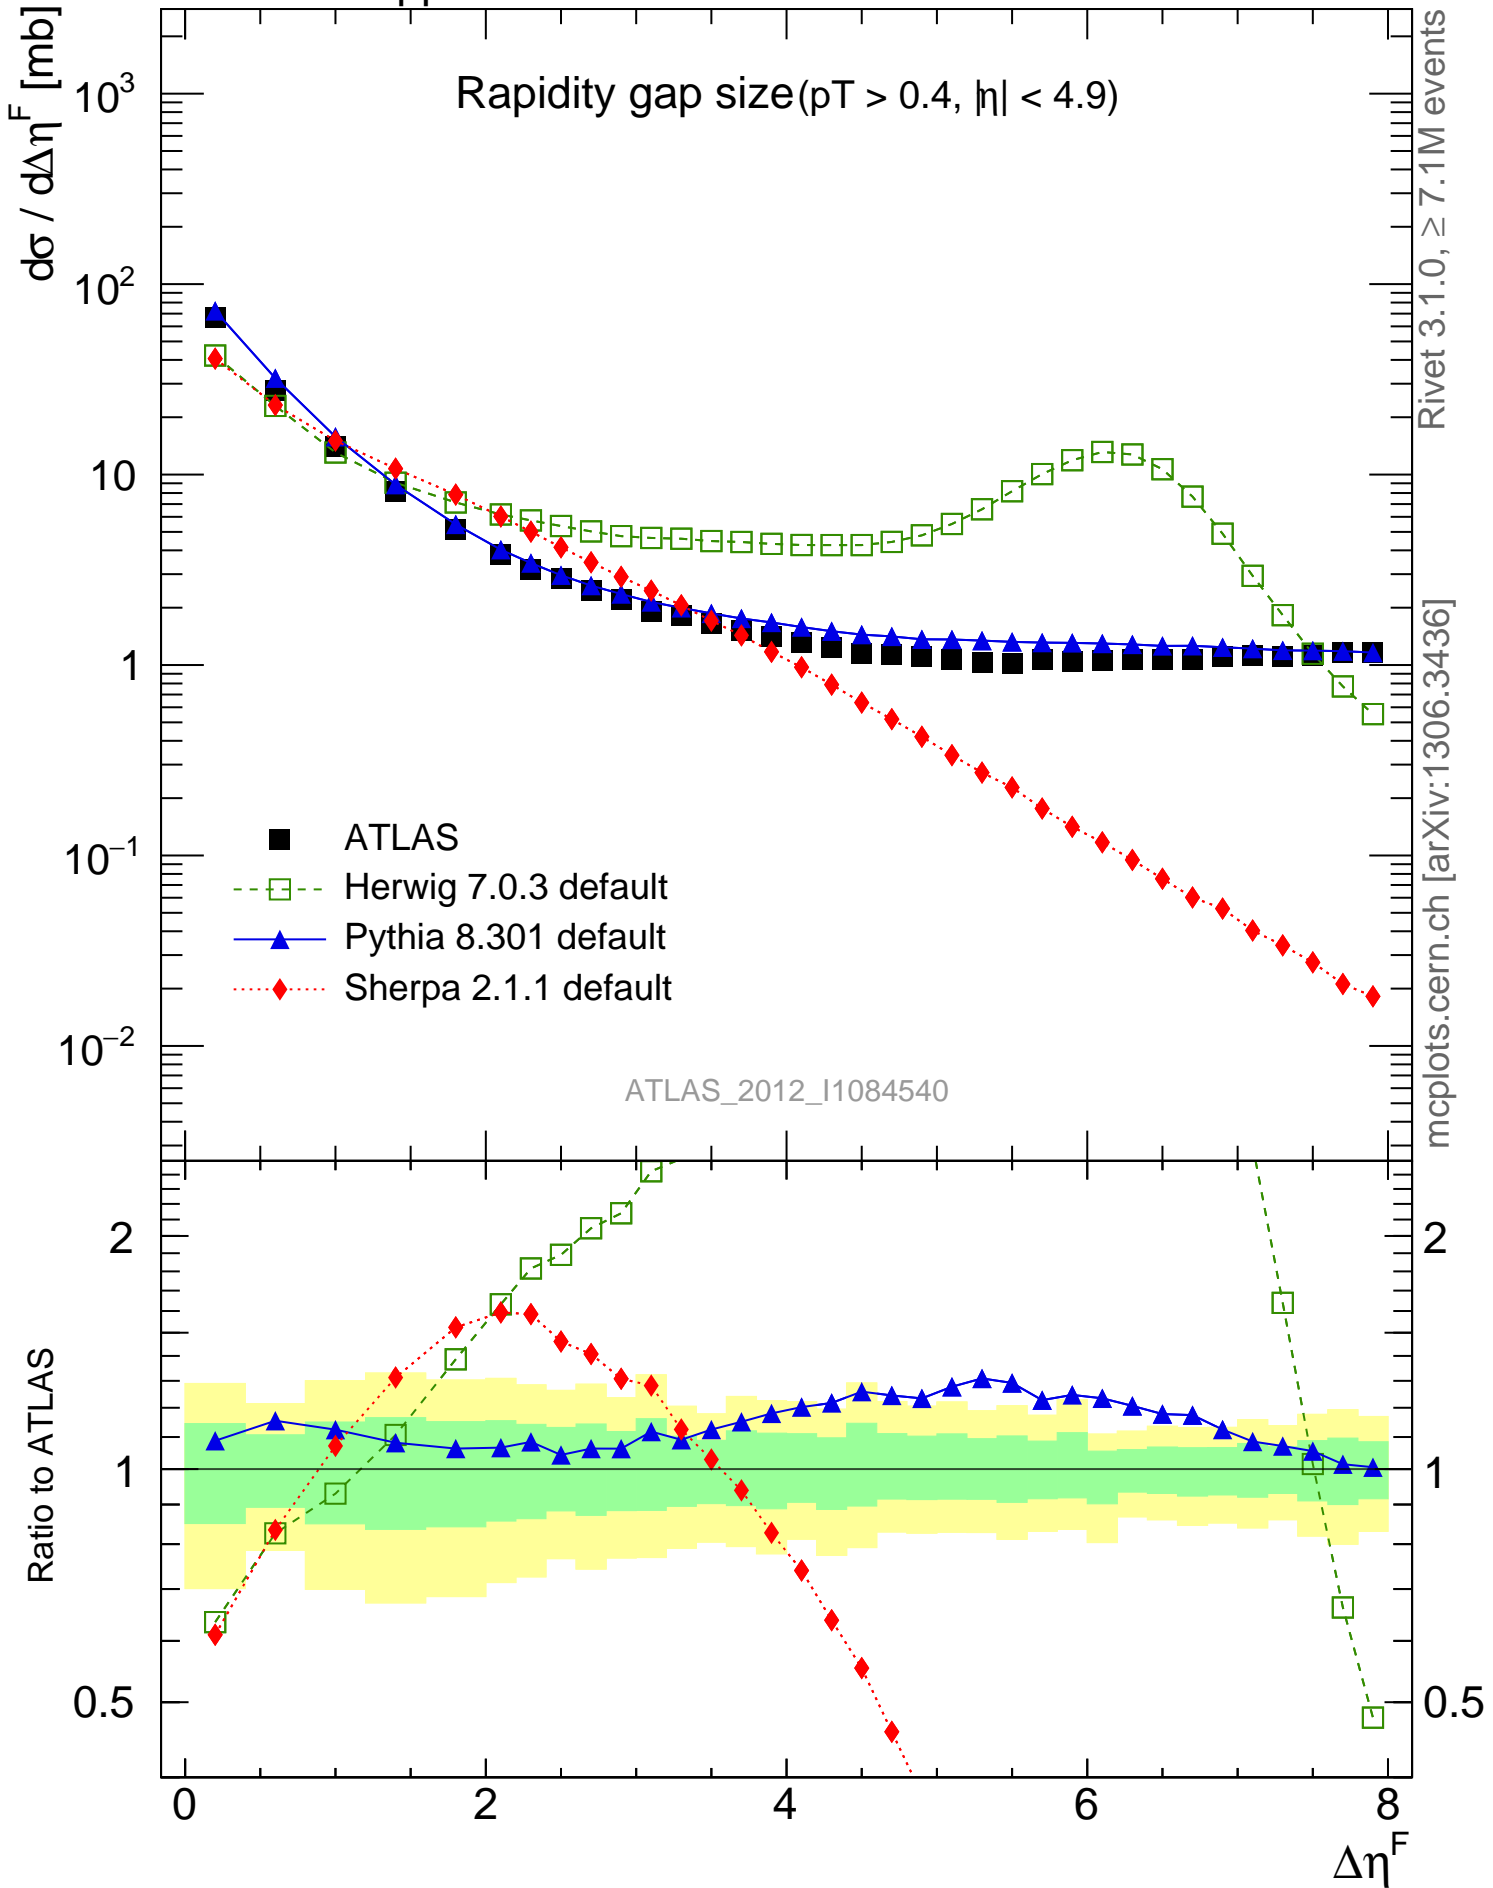 dσ / dΔη^F [mb]
Rapidity gap size (pT > 0.4, |η| < 4.9)
10^3
10^2
10
1
10^−1
10^−2
ATLAS
Herwig 7.0.3 default
Pythia 8.301 default
Sherpa 2.1.1 default
ATLAS_2012_I1084540
Rivet 3.1.0, ≥ 7.1M events
mcplots.cern.ch [arXiv:1306.3436]
Ratio to ATLAS
2
1
0.5
2
1
0.5
0 2 4 6 8
Δη^F